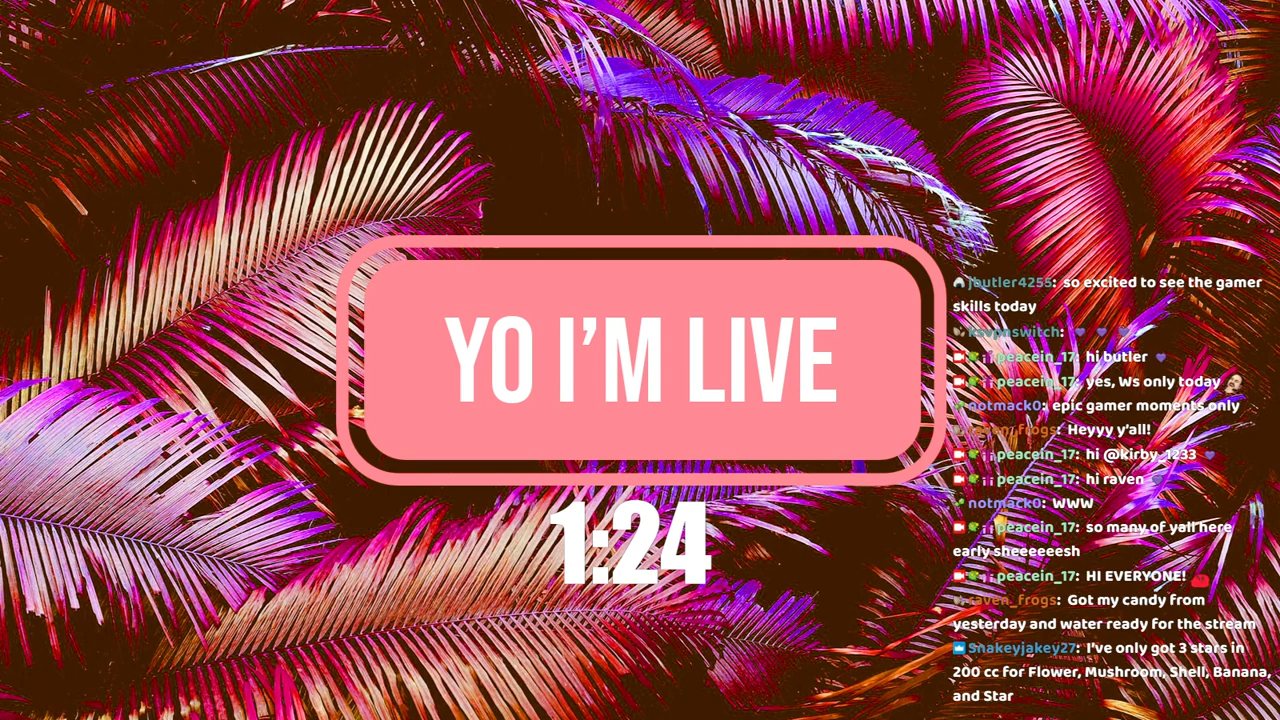 YO I’M LIVE
1:24
jbutler4255: so excited to see the gamer
skills today
peacein_17: hi butler
peacein_17: yes, Ws only today
notmack0: epic gamer moments only
raven_frogs: Heyyy y'all!
peacein_17: hi @kirby_1233
peacein_17: hi raven
notmack0: WWW
peacein_17: so many of yall here
early sheeeeeesh
peacein_17: HI EVERYONE!
raven_frogs: Got my candy from
yesterday and water ready for the stream
Snakeyjakey27: I've only got 3 stars in
200 cc for Flower, Mushroom, Shell, Banana,
and Star